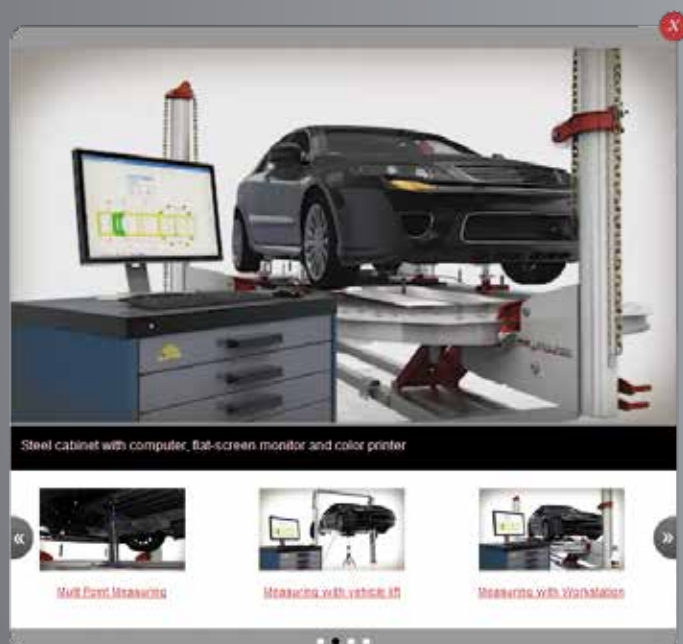 X
Steel cabinet with computer, flat-screen monitor and color printer
«
»
Multi Point Measuring
Measuring with vehicle lift
Measuring with Workstation